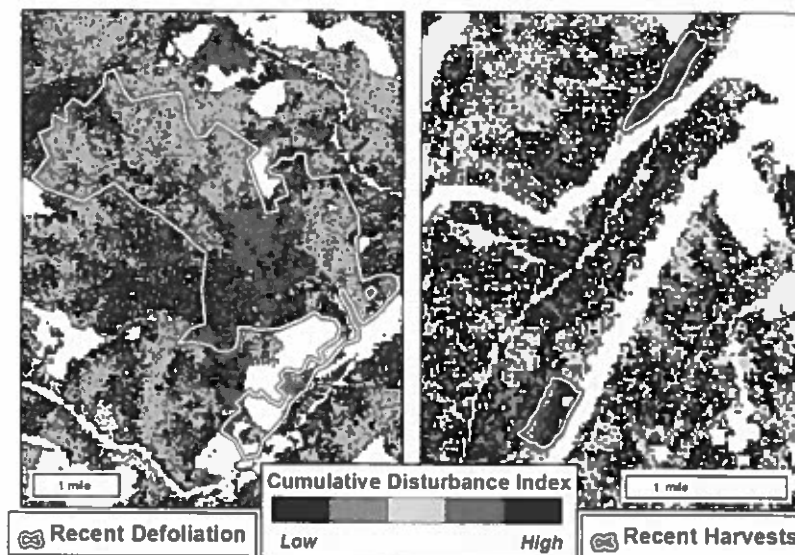 1 mile
1 mile
Cumulative Disturbance Index
Low High
Recent Defoliation
Recent Harvests